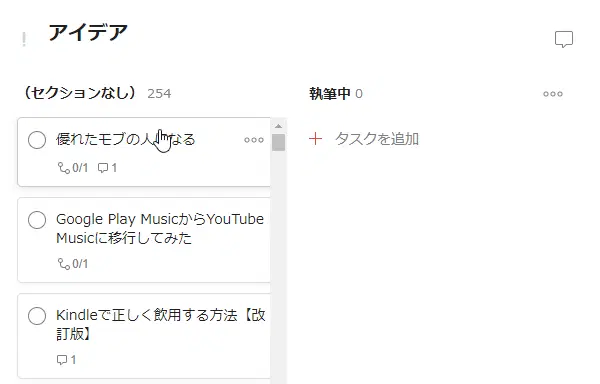 アイデア
(セクションなし) 254
優れたモブの人になる
0/1 1
Google Play MusicからYouTube
Musicに移行してみた
0/1
Kindleで正しく飲用する方法【改
訂版】
1
執筆中 0
+ タスクを追加